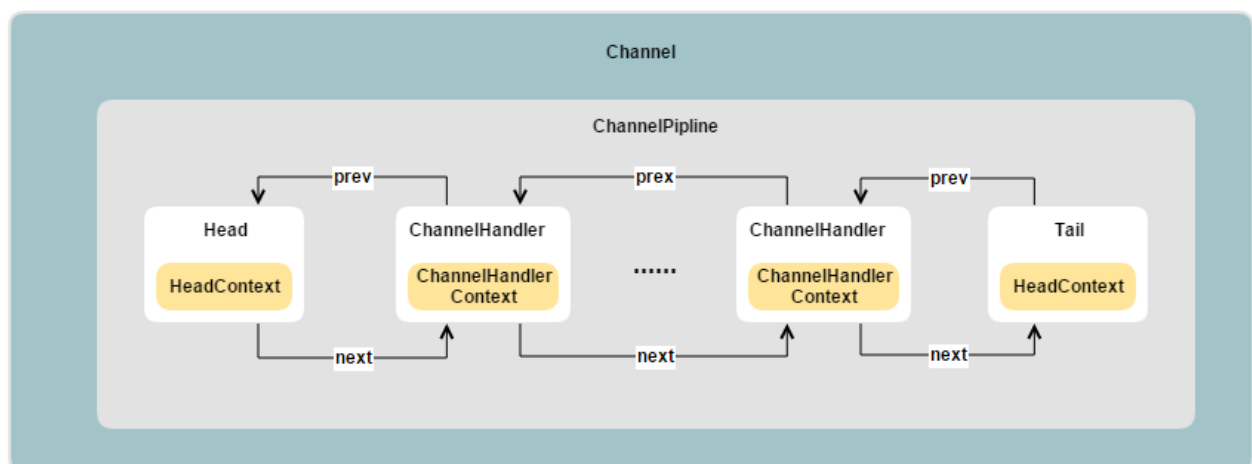 Channel
ChannelPipline
prev
prex
prev
Head
ChannelHandler
ChannelHandler
Tail
HeadContext
ChannelHandler
Context
......
ChannelHandler
Context
HeadContext
next
next
next